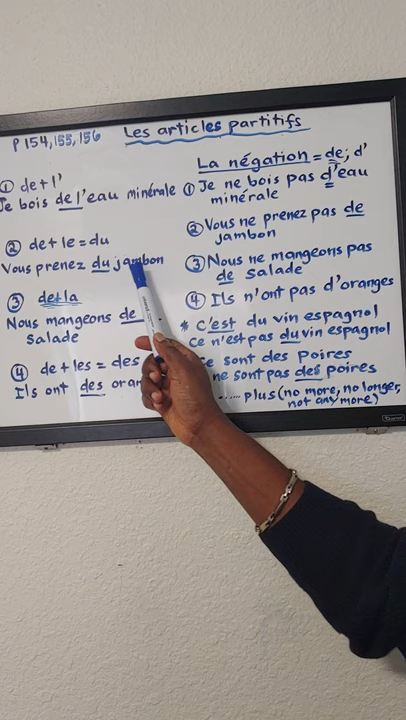 P 154, 155, 156
Les articles partitifs
① de + l'
Je bois de l'eau minérale
② de + le = du
Vous prenez du jambon
③ de + la
Nous mangeons de
Salade
④ de + les = des
Ils ont des oran
La négation = de; d'
① Je ne bois pas d'eau
minérale
② Vous ne prenez pas de
jambon
③ Nous ne mangeons pas
de salade
④ Ils n'ont pas d'oranges
* C'est du vin espagnol
ce n'est pas du vin espagnol
ce sont des Poires
ne sont pas des poires
..... plus (no more, no longer,
not any more)